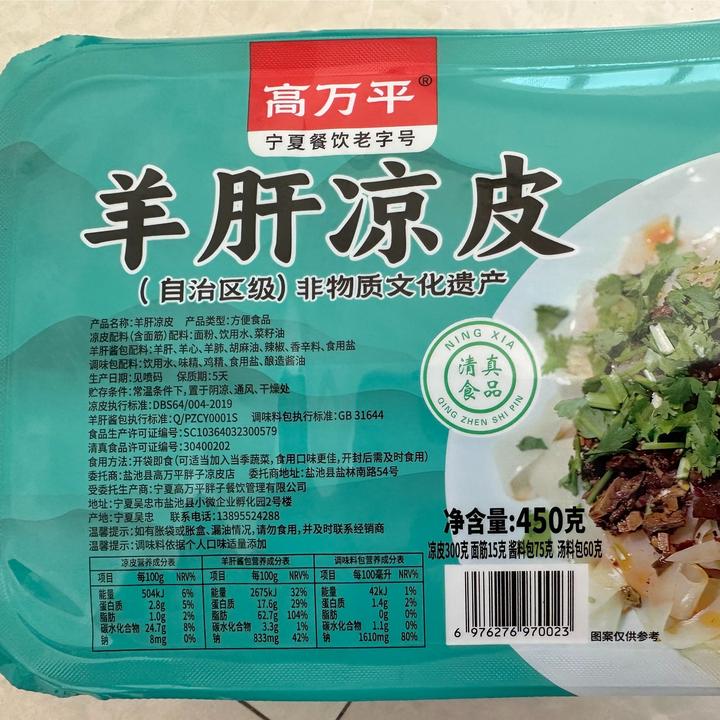 高万平®
宁夏餐饮老字号
羊肝凉皮
(自治区级)非物质文化遗产
产品名称:羊肝凉皮 产品类型:方便食品
凉皮配料(含面筋)配料:面粉、饮用水、菜籽油
羊肝酱包配料:羊肝、羊心、羊肺、胡麻油、辣椒、香辛料、食用盐
调味包配料:饮用水、味精、鸡精、食用盐、酿造酱油
生产日期:见喷码 保质期:5天
贮存条件:常温条件下,置于阴凉、通风、干燥处
凉皮执行标准:DBS64/004-2019
羊肝酱包执行标准:Q/PZCY0001S 调味料包执行标准:GB 31644
食品生产许可证编号:SC10364032300579
清真食品许可证编号:30400202
食用方法:开袋即食(可适当加入当季蔬菜,食用口味更佳,开封后需及时食用)
委托商:盐池县高万平胖子凉皮店 委托商地址:盐池县盐林南路54号
受委托生产商:宁夏高万平胖子餐饮管理有限公司
地址:宁夏吴忠市盐池县小微企业孵化园2号楼
产地:宁夏吴忠 联系电话:13895524288
温馨提示:如有胀袋或胀盒、漏油情况,请勿食用,并及时联系经销商
温馨提示:调味料依据个人口味适量添加
NING XIA
清真
食品
QING ZHEN SHI PIN
净含量:450克
凉皮300克 面筋15克 酱料包75克 汤料包60克
凉皮营养成分表
项目 每100g NRV%
能量 504kJ 6%
蛋白质 2.8g 5%
脂肪 1.0g 2%
碳水化合物 24.7g 8%
钠 8mg 0%
羊肝酱包营养成分表
项目 每100g NRV%
能量 2675kJ 32%
蛋白质 17.6g 29%
脂肪 62.7g 104%
碳水化合物 3.3g 1%
钠 833mg 42%
调味料包营养成分表
项目 每100毫升 NRV%
能量 42kJ 1%
蛋白质 1.4g 2%
脂肪 0g 0%
碳水化合物 1.1g 0%
钠 1610mg 80%
6 976276 970023
图案仅供参考